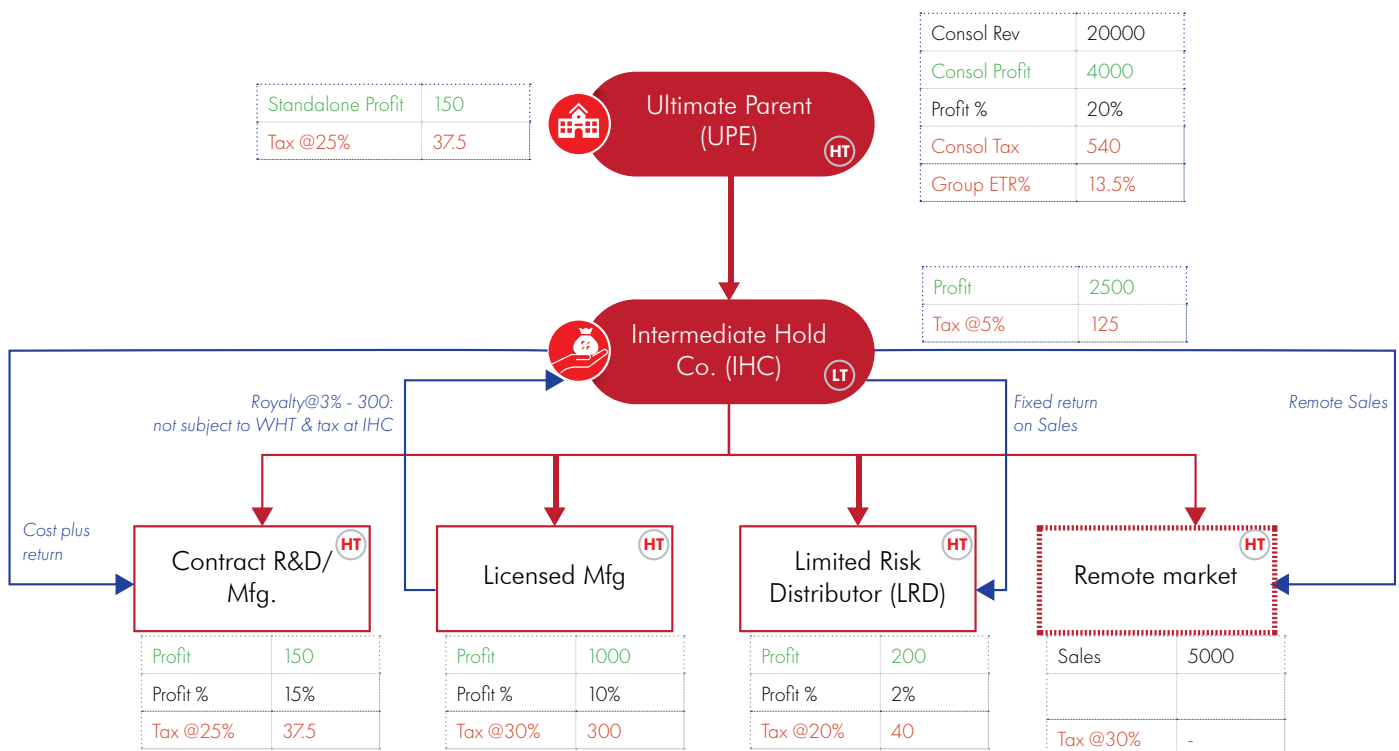 Consol Rev 20000
Consol Profit 4000
Profit % 20%
Consol Tax 540
Group ETR% 13.5%
Standalone Profit 150
Tax @25% 37.5
Ultimate Parent
(UPE)
HT
Profit 2500
Tax @5% 125
Intermediate Hold
Co. (IHC)
LT
Royalty@3% - 300:
not subject to WHT & tax at IHC
Fixed return
on Sales
Remote Sales
Cost plus
return
Contract R&D/
Mfg.
HT
Licensed Mfg
HT
Limited Risk
Distributor (LRD)
HT
Remote market
HT
Profit 150
Profit % 15%
Tax @25% 37.5
Profit 1000
Profit % 10%
Tax @30% 300
Profit 200
Profit % 2%
Tax @20% 40
Sales 5000
Tax @30% -